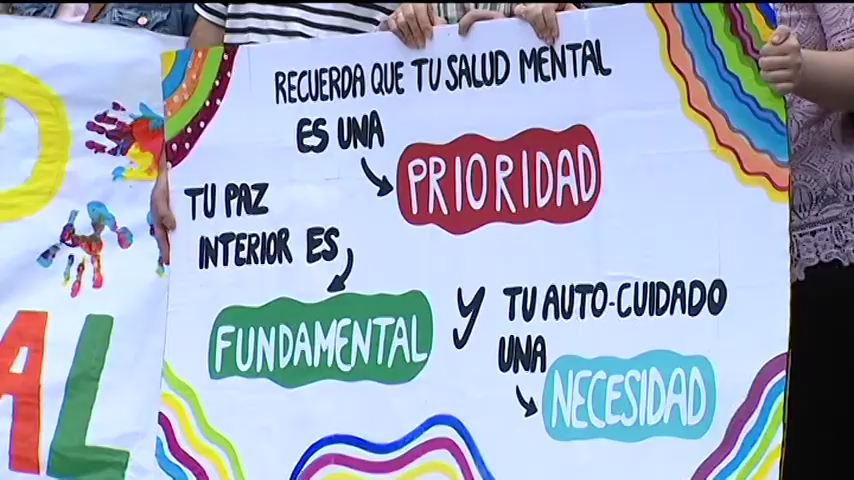 RECUERDA QUE TU SALUD MENTAL
ES UNA
PRIORIDAD
TU PAZ
INTERIOR ES
FUNDAMENTAL
Y TU AUTO-CUIDADO
UNA
NECESIDAD
D
AL